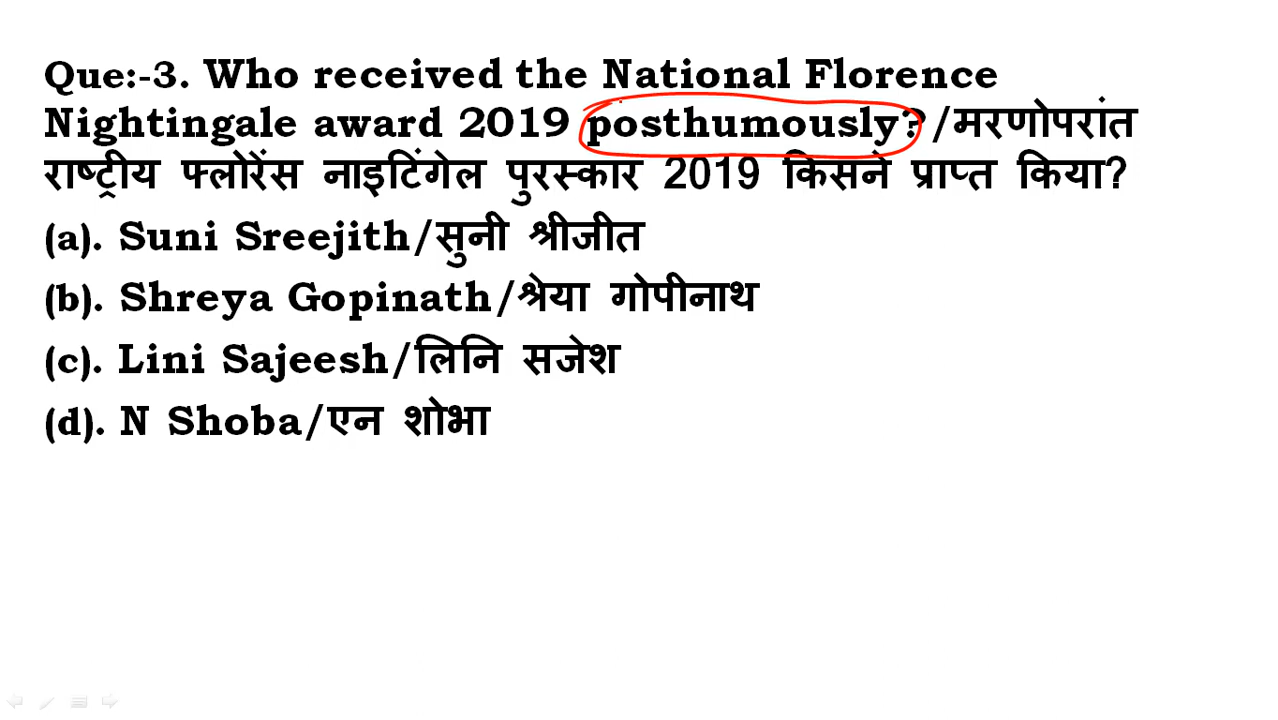 Que:-3. Who received the National Florence
Nightingale award 2019 posthumously?/मरणोपरांत
राष्ट्रीय फ्लोरेंस नाइटिंगेल पुरस्कार 2019 किसने प्राप्त किया?
(a). Suni Sreejith/सुनी श्रीजीत
(b). Shreya Gopinath/श्रेया गोपीनाथ
(c). Lini Sajeesh/लिनि सजेश
(d). N Shoba/एन शोभा